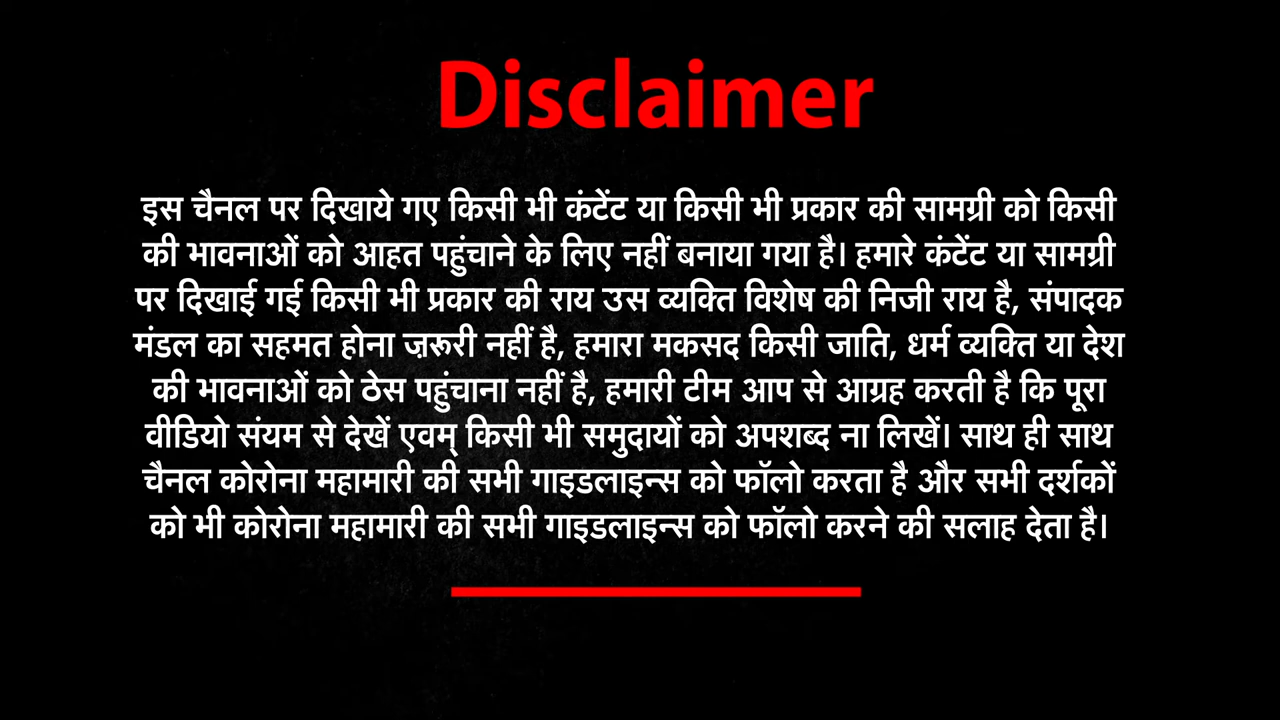 Disclaimer
इस चैनल पर दिखाये गए किसी भी कंटेंट या किसी भी प्रकार की सामग्री को किसी
की भावनाओं को आहत पहुंचाने के लिए नहीं बनाया गया है। हमारे कंटेंट या सामग्री
पर दिखाई गई किसी भी प्रकार की राय उस व्यक्ति विशेष की निजी राय है, संपादक
मंडल का सहमत होना ज़रूरी नहीं है, हमारा मकसद किसी जाति, धर्म व्यक्ति या देश
की भावनाओं को ठेस पहुंचाना नहीं है, हमारी टीम आप से आग्रह करती है कि पूरा
वीडियो संयम से देखें एवम् किसी भी समुदायों को अपशब्द ना लिखें। साथ ही साथ
चैनल कोरोना महामारी की सभी गाइडलाइन्स को फॉलो करता है और सभी दर्शकों
को भी कोरोना महामारी की सभी गाइडलाइन्स को फॉलो करने की सलाह देता है।